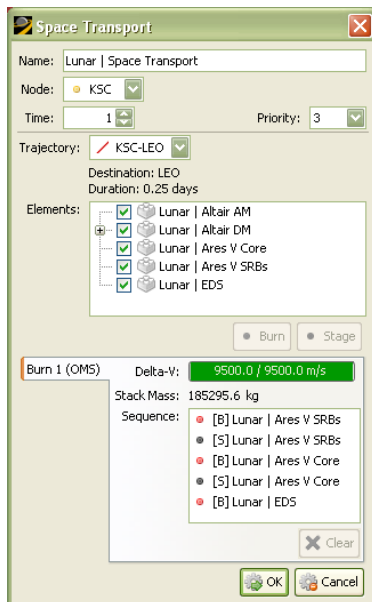 Space Transport
Name: Lunar | Space Transport
Node: KSC
Time: 1 Priority: 3
Trajectory: KSC-LEO
Destination: LEO
Duration: 0.25 days
Elements: Lunar | Altair AM
Lunar | Altair DM
Lunar | Ares V Core
Lunar | Ares V SRBs
Lunar | EDS
Burn Stage
Burn 1 (OMS) Delta-V: 9500.0 / 9500.0 m/s
Stack Mass: 185295.6 kg
Sequence: [B] Lunar | Ares V SRBs
[S] Lunar | Ares V SRBs
[B] Lunar | Ares V Core
[S] Lunar | Ares V Core
[B] Lunar | EDS
Clear
OK Cancel